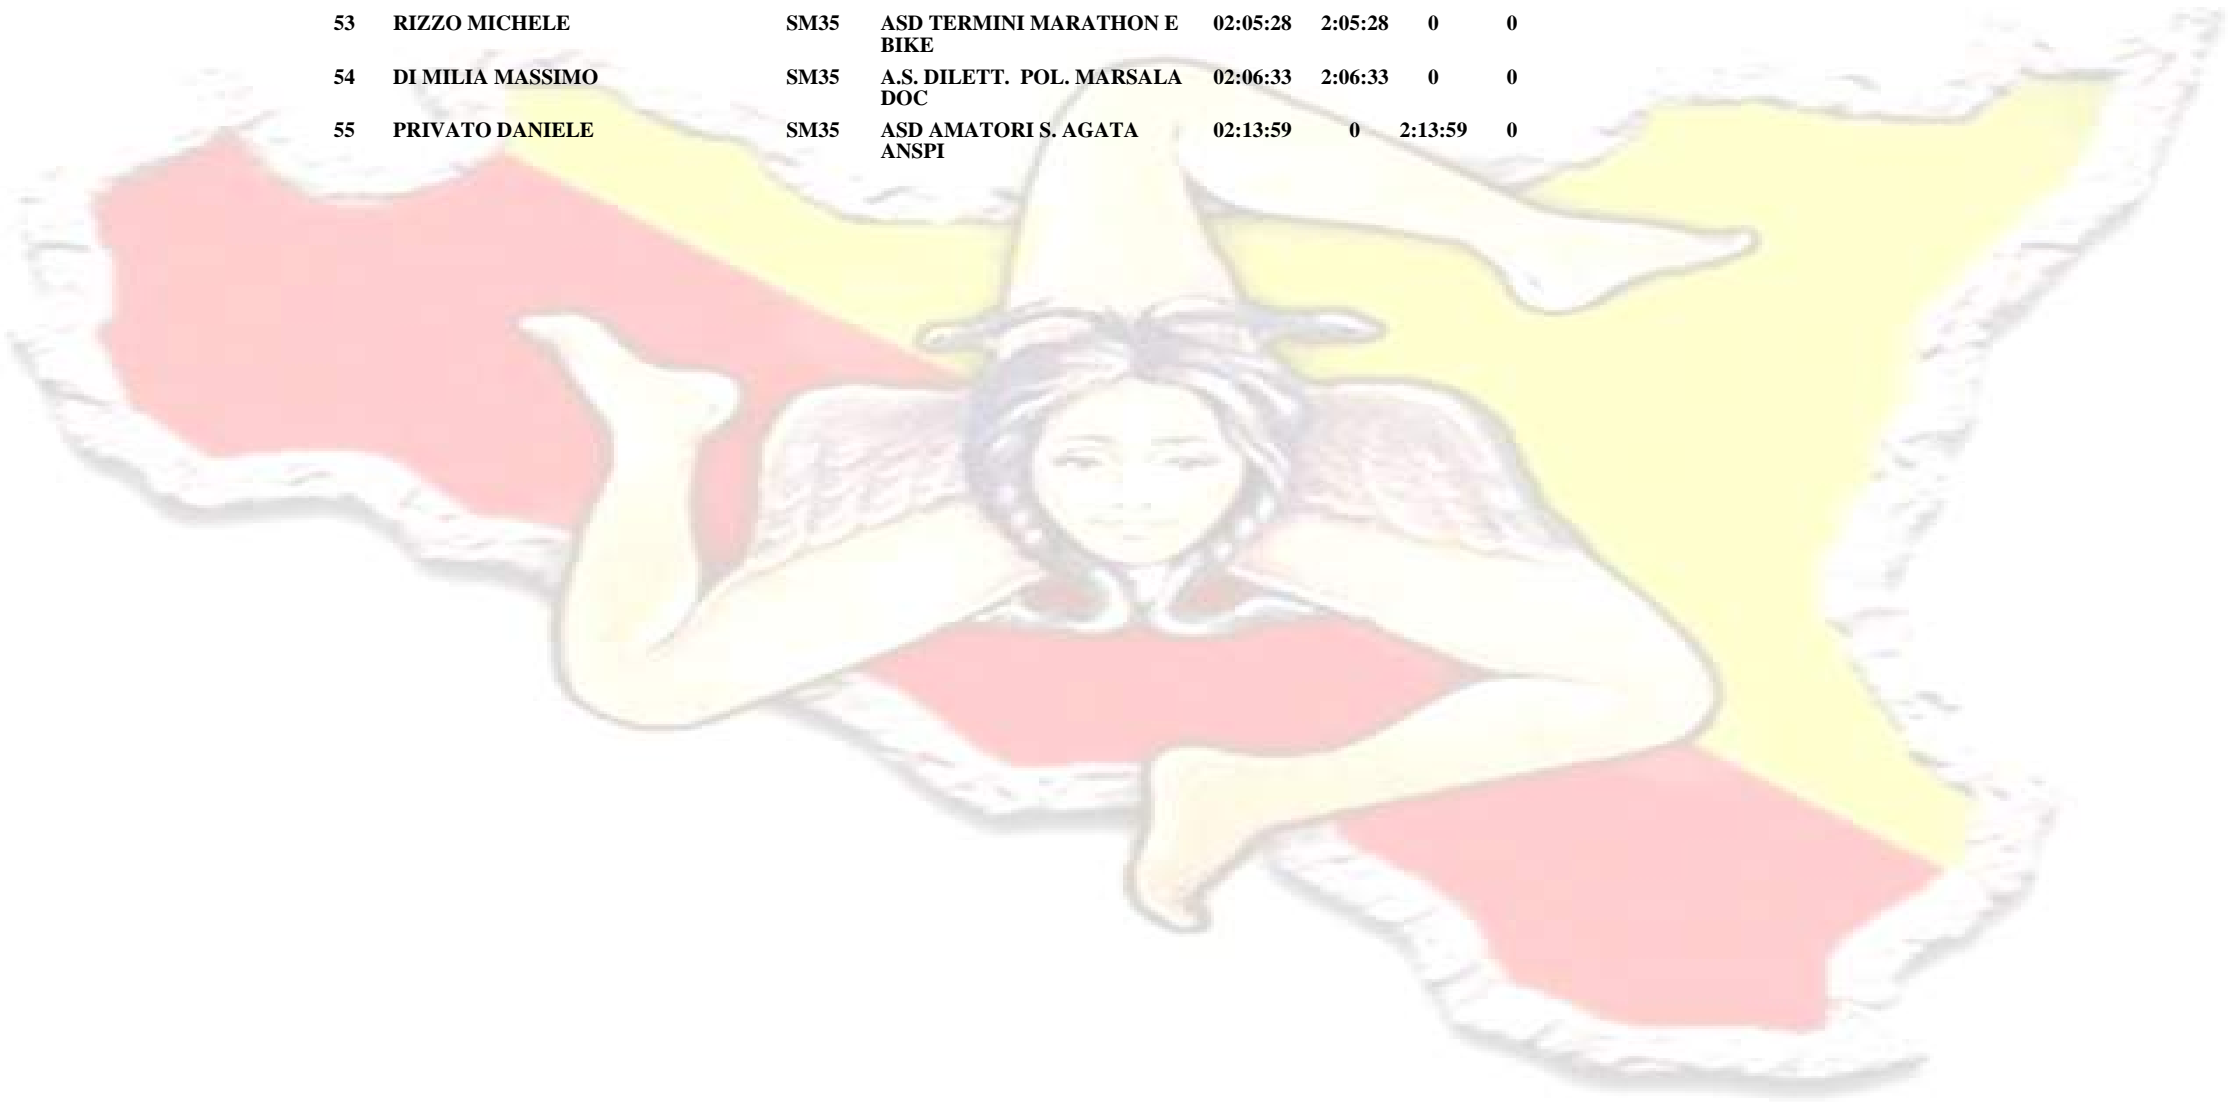 53 RIZZO MICHELE SM35 ASD TERMINI MARATHON E 02:05:28 2:05:28 0 0
BIKE
54 DI MILIA MASSIMO SM35 A.S. DILETT. POL. MARSALA 02:06:33 2:06:33 0 0
DOC
55 PRIVATO DANIELE SM35 ASD AMATORI S. AGATA 02:13:59 0 2:13:59 0
ANSPI